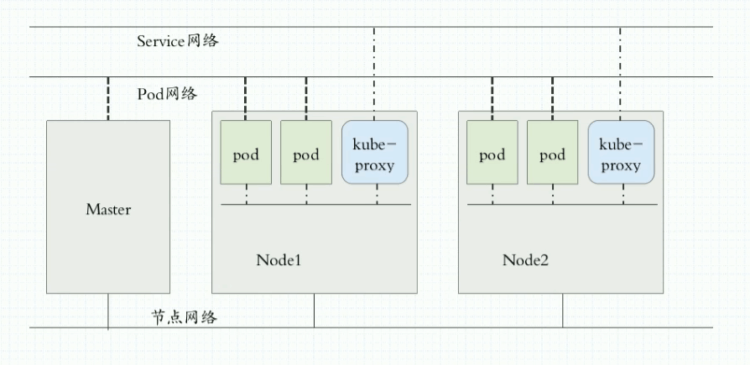 Service网络
Pod网络
Master
pod
pod
kube-
proxy
Node1
pod
pod
kube-
proxy
Node2
节点网络